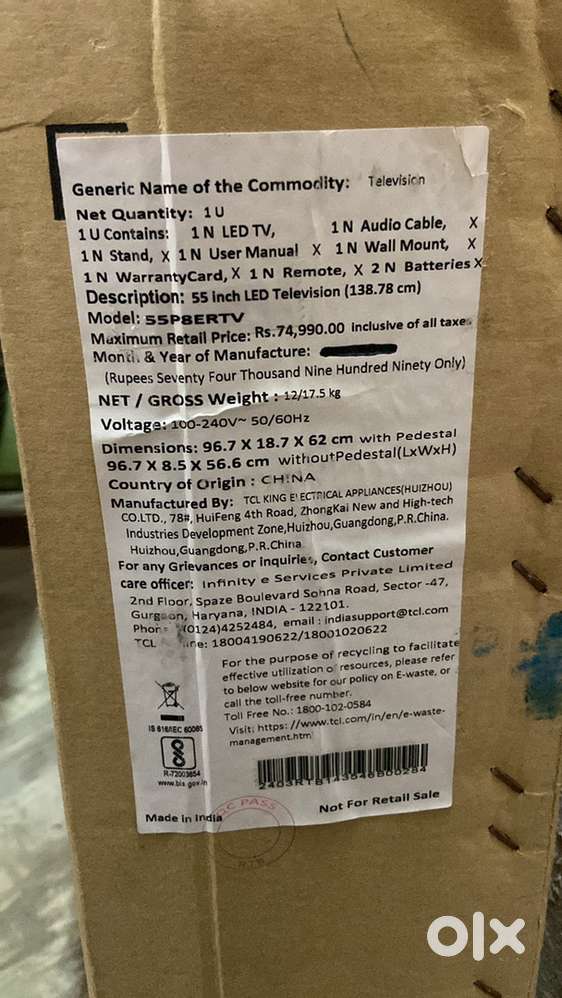 Generic Name of the Commodity: Television
Net Quantity: 1 U
1 U Contains: 1 N LED TV, 1 N Audio Cable, X
1 N Stand, X 1 N User Manual X 1 N Wall Mount, X
1 N WarrantyCard, X 1 N Remote, X 2 N Batteries X
Description: 55 inch LED Television (138.78 cm)
Model: 55P8ERTV
Maximum Retail Price: Rs.74,990.00 inclusive of all taxes
Month & Year of Manufacture:
(Rupees Seventy Four Thousand Nine Hundred Ninety Only)
NET / GROSS Weight : 12/17.5 kg
Voltage: 100-240V~ 50/60Hz
Dimensions: 96.7 X 18.7 X 62 cm with Pedestal
96.7 X 8.5 X 56.6 cm withoutPedestal(LxWxH)
Country of Origin : CHINA
Manufactured By: TCL KING ELECTRICAL APPLIANCES(HUIZHOU)
CO.LTD., 78#, HuiFeng 4th Road, ZhongKai New and High-tech
Industries Development Zone,Huizhou,Guangdong,P.R.China.
Huizhou,Guangdong,P.R.China
For any Grievances or inquiries, Contact Customer
care officer: Infinity e Services Private Limited
2nd Floor, Spaze Boulevard Sohna Road, Sector -47,
Gurgaon, Haryana, INDIA - 122101.
Phone (0124)4252484, email : indiasupport@tcl.com
TCL 18004190622/18001020622
For the purpose of recycling to facilitate
effective utilization of resources, please refer
to below website for our policy on E-waste, or
call the toll-free number.
Toll Free No.: 1800-102-0584
Visit: https://www.tcl.com/in/en/e-waste-
management.html
IS 616/IEC 60065
R-72003654
www.bis.gov.in
2403RTB143546B00284
Not For Retail Sale
Made in India
QC PASS
RTB
OLX